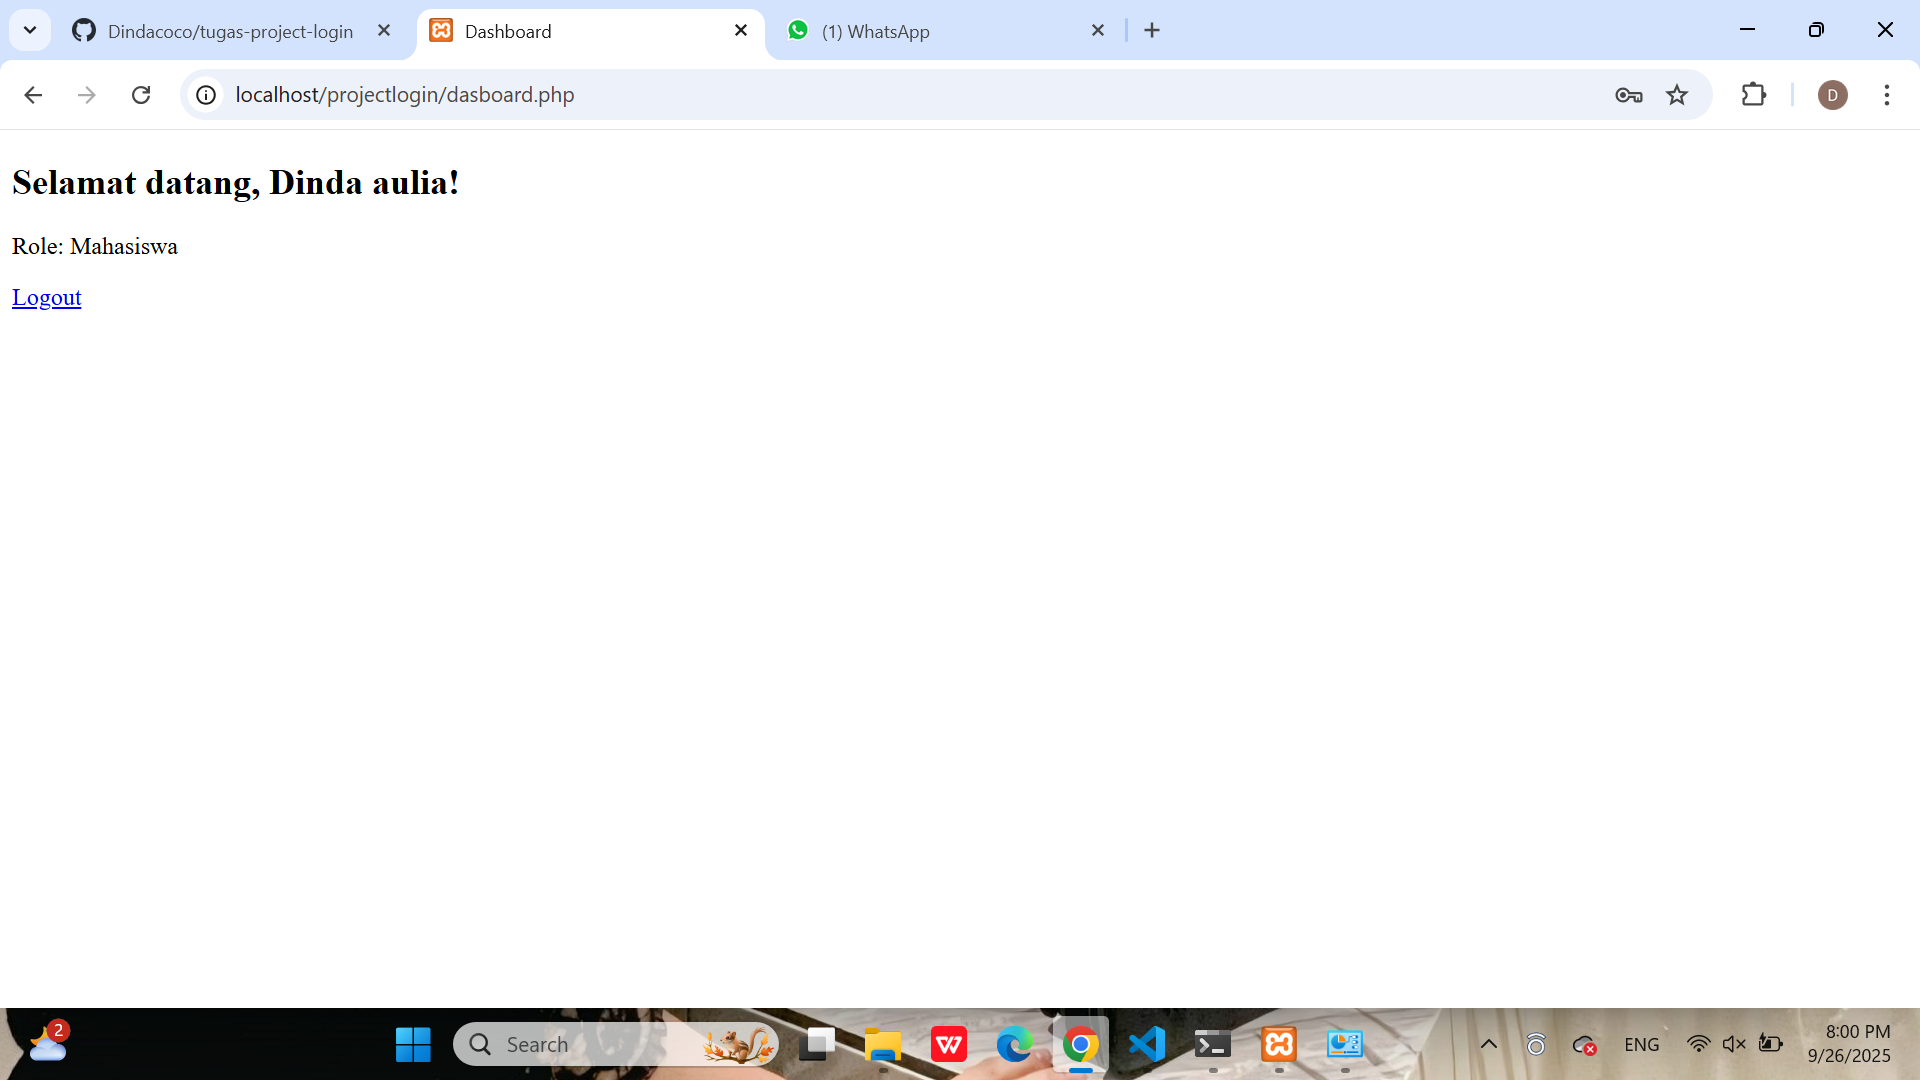 Dindacoco/tugas-project-login
Dashboard
(1) WhatsApp
localhost/projectlogin/dasboard.php
D
Selamat datang, Dinda aulia!
Role: Mahasiswa
Logout
2
Search
W
ENG
8:00 PM
9/26/2025